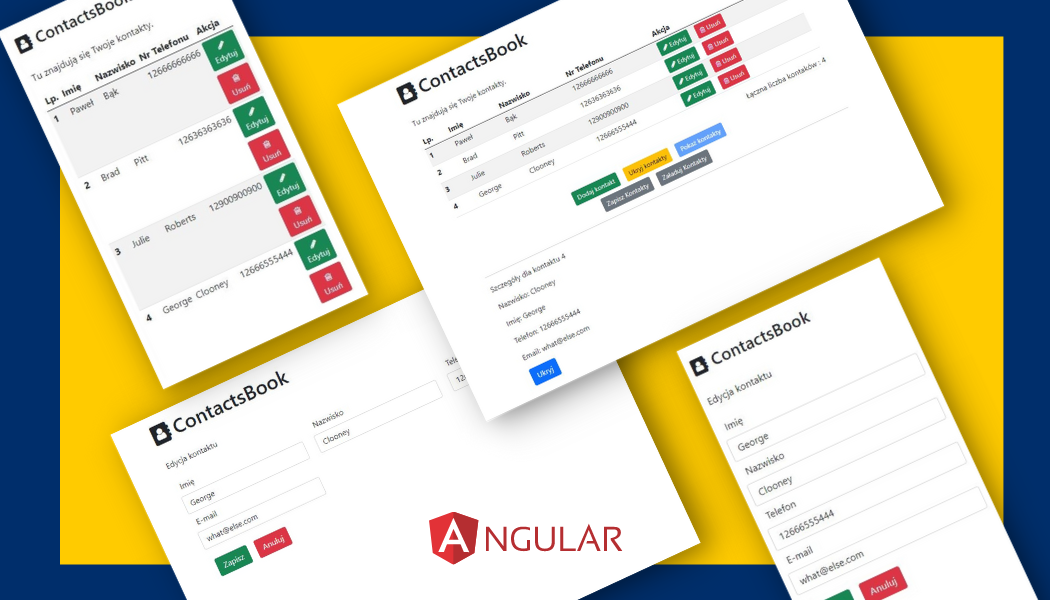 ContactsBook
Tu znajdują się Twoje kontakty.
Lp. Imię Nazwisko Nr Telefonu Akcja
1 Paweł Bąk 12666666666 Edytuj
Usuń
2 Brad Pitt 12636363636 Edytuj
Usuń
3 Julie Roberts 12900900900 Edytuj
Usuń
4 George Clooney 12666555444 Edytuj
Usuń
ContactsBook
Tu znajdują się Twoje kontakty.
Lp. Imię Nazwisko Nr Telefonu Akcja
1 Paweł Bąk 12666666666 Edytuj Usuń
2 Brad Pitt 12636363636 Edytuj Usuń
3 Julie Roberts 12900900900 Edytuj Usuń
4 George Clooney 12666555444 Edytuj Usuń
Łączna liczba kontaków : 4
Dodaj kontakt Ukryj kontakty Pokaż kontakty
Zapisz Kontakty Załaduj Kontakty
Szczegóły dla kontaktu 4
Nazwisko: Clooney
Imię: George
Telefon: 12666555444
Email: what@else.com
Ukryj
ContactsBook
Edycja kontaktu
Imię Nazwisko
George Clooney
E-mail
what@else.com
Zapisz Anuluj
ContactsBook
Edycja kontaktu
Imię
George
Nazwisko
Clooney
Telefon
12666555444
E-mail
what@else.com
Anuluj
ANGULAR